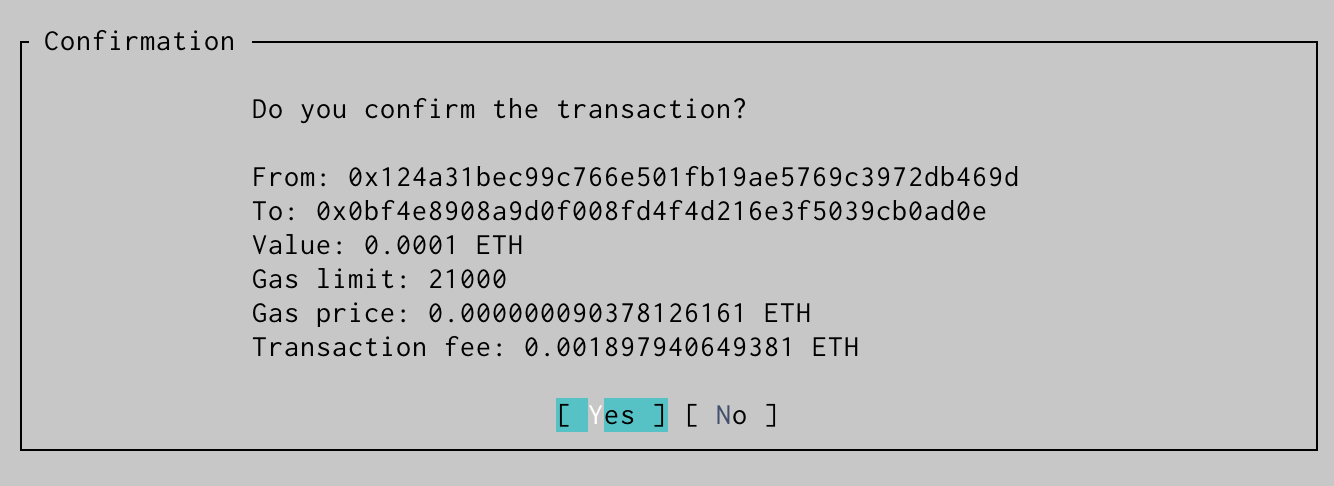 Confirmation
Do you confirm the transaction?
From: 0x124a31bec99c766e501fb19ae5769c3972db469d
To: 0x0bf4e8908a9d0f008fd4f4d216e3f5039cb0ad0e
Value: 0.0001 ETH
Gas limit: 21000
Gas price: 0.000000090378126161 ETH
Transaction fee: 0.001897940649381 ETH
[ Yes ] [ No ]